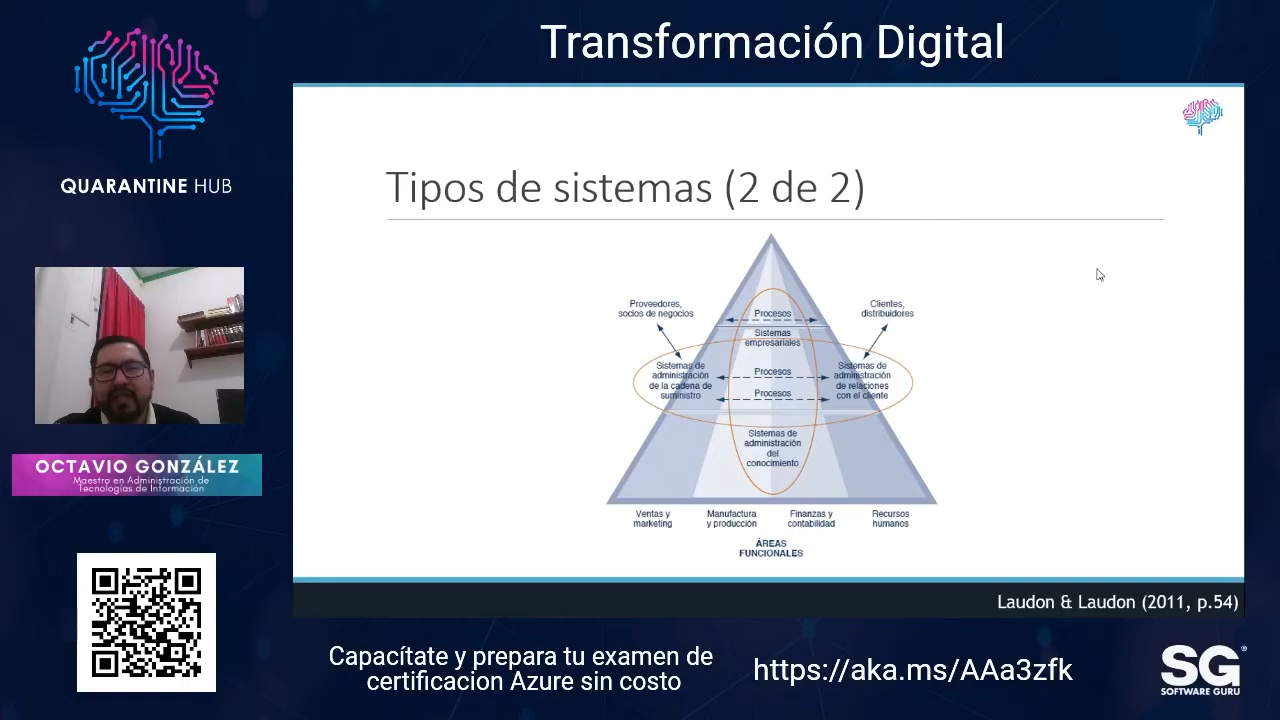 Transformación Digital
QUARANTINE HUB
Tipos de sistemas (2 de 2)
Proveedores,
socios de negocios
Clientes,
distribuidores
Procesos
Sistemas
empresariales
Sistemas de
administración
de la cadena de
suministro
Procesos
Procesos
Sistemas de
administración
de relaciones
con el cliente
Sistemas de
administración
del
conocimiento
Ventas y
marketing
Manufactura
y producción
Finanzas y
contabilidad
Recursos
humanos
ÁREAS
FUNCIONALES
OCTAVIO GONZÁLEZ
Maestro en Administración de
Tecnologías de Información
Laudon & Laudon (2011, p.54)
Capacítate y prepara tu examen de
certificacion Azure sin costo
https://aka.ms/AAa3zfk
SG
SOFTWARE GURU